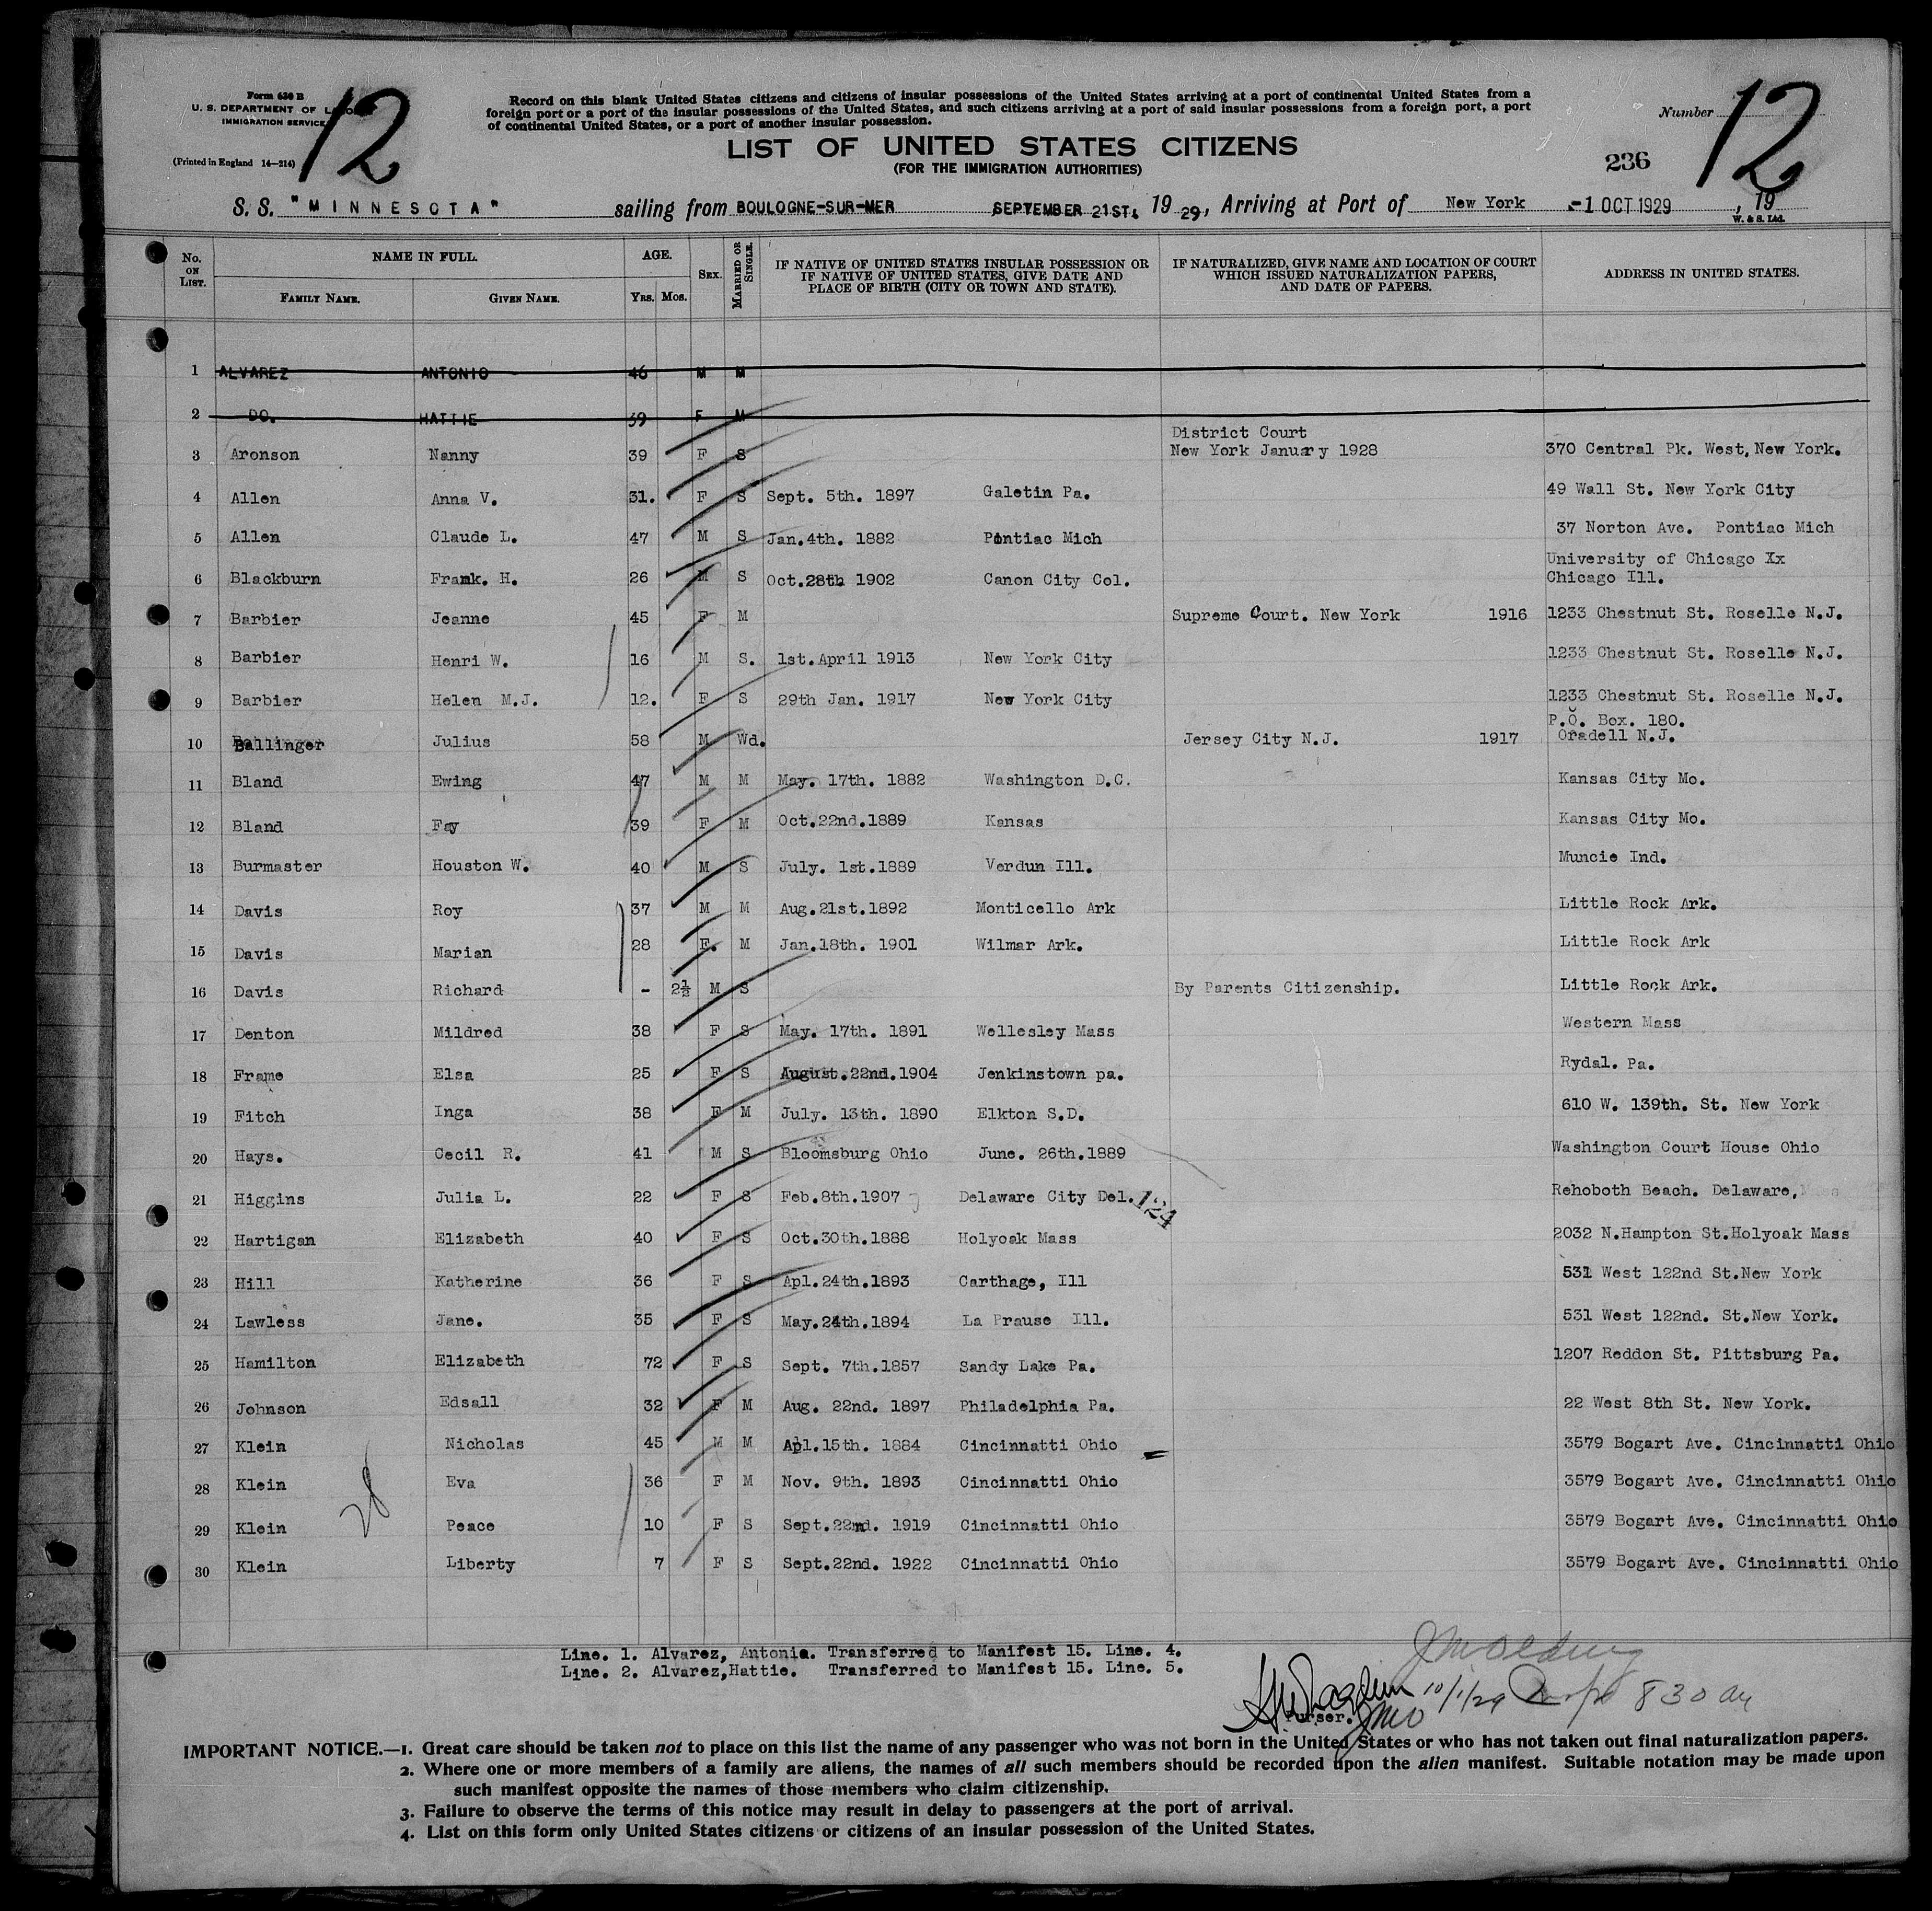 Form 630 B
U. S. DEPARTMENT OF LABOR
IMMIGRATION SERVICE
(Printed in England 14—214)
12
Record on this blank United States citizens and citizens of insular possessions of the United States arriving at a port of continental United States from a
foreign port or a port of the insular possessions of the United States, and such citizens arriving at a port of said insular possessions from a foreign port, a port
of continental United States, or a port of another insular possession.
Number 12
LIST OF UNITED STATES CITIZENS
(FOR THE IMMIGRATION AUTHORITIES)
236
S. S. "MINNESOTA" sailing from BOULOGNE-SUR-MER SEPTEMBER 21ST, 19 29, Arriving at Port of New York -1 OCT 1929, 19
W. & S. Ltd.
No. ON LIST. NAME IN FULL. FAMILY NAME. GIVEN NAME. AGE. YRS. MOS. SEX. MARRIED OR SINGLE. IF NATIVE OF UNITED STATES INSULAR POSSESSION OR IF NATIVE OF UNITED STATES, GIVE DATE AND PLACE OF BIRTH (CITY OR TOWN AND STATE). IF NATURALIZED, GIVE NAME AND LOCATION OF COURT WHICH ISSUED NATURALIZATION PAPERS, AND DATE OF PAPERS. ADDRESS IN UNITED STATES.
1 ALVAREZ ANTONIO 46 M M
2 DO. HATTIE 39 F M
District Court
3 Aronson Nanny 39 F S New York January 1928 370 Central Pk. West, New York.
4 Allen Anna V. 31. F S Sept. 5th. 1897 Galetin Pa. 49 Wall St. New York City
5 Allen Claude L. 47 M S Jan.4th. 1882 Pontiac Mich 37 Norton Ave. Pontiac Mich
University of Chicago Xx
6 Blackburn Frank. H. 26 M S Oct.28th 1902 Canon City Col. Chicago Ill.
7 Barbier Jeanne 45 F M Supreme Court. New York 1916 1233 Chestnut St. Roselle N.J.
8 Barbier Henri W. 16 M S. 1st. April 1913 New York City 1233 Chestnut St. Roselle N.J.
9 Barbier Helen M.J. 12. F S 29th Jan. 1917 New York City 1233 Chestnut St. Roselle N.J.
P.O. Box. 180.
10 Ballinger Julius 58 M Wd. Jersey City N.J. 1917 Oradell N.J.
11 Bland Ewing 47 M M May. 17th. 1882 Washington D.C. Kansas City Mo.
12 Bland Fay 39 F M Oct.22nd.1889 Kansas Kansas City Mo.
13 Burmaster Houston W. 40 M S July. 1st.1889 Verdun Ill. Muncie Ind.
14 Davis Roy 37 M M Aug.21st.1892 Monticello Ark Little Rock Ark.
15 Davis Marian 28 F. M Jan.18th. 1901 Wilmar Ark. Little Rock Ark
16 Davis Richard - 2½ M S By Parents Citizenship. Little Rock Ark.
17 Denton Mildred 38 F S May. 17th. 1891 Wellesley Mass Western Mass
18 Frame Elsa 25 F S August.22nd.1904 Jenkinstown pa. Rydal. Pa.
19 Fitch Inga 38 F M July. 13th. 1890 Elkton S.D. 610 W. 139th. St. New York
20 Hays. Cecil R. 41 M S Bloomsburg Ohio June. 26th.1889 Washington Court House Ohio
21 Higgins Julia L. 22 F S Feb.8th.1907 Delaware City Del. 124 Rehoboth Beach. Delaware,
22 Hartigan Elizabeth 40 F S Oct.30th.1888 Holyoak Mass 2032 N.Hampton St.Holyoak Mass
23 Hill Katherine 36 F S Apl.24th.1893 Carthage, Ill 531 West 122nd St.New York
24 Lawless Jane. 35 F S May.24th.1894 La Prause Ill. 531 West 122nd. St.New York.
25 Hamilton Elizabeth 72 F S Sept. 7th.1857 Sandy Lake Pa. 1207 Reddon St. Pittsburg Pa.
26 Johnson Edsall 32 F M Aug. 22nd. 1897 Philadelphia Pa. 22 West 8th St. New York.
27 Klein Nicholas 45 M M Apl.15th. 1884 Cincinnatti Ohio 3579 Bogart Ave. Cincinnatti Ohio
28 Klein Eva 36 F M Nov. 9th. 1893 Cincinnatti Ohio 3579 Bogart Ave. Cincinnatti Ohio
28
29 Klein Peace 10 F S Sept.22nd. 1919 Cincinnatti Ohio 3579 Bogart Ave. Cincinnatti Ohio
30 Klein Liberty 7 F S Sept.22nd. 1922 Cincinnatti Ohio 3579 Bogart Ave. Cincinnatti Ohio
Line. 1. Alvarez, Antonia. Transferred to Manifest 15. Line. 4.
Line. 2. Alvarez,Hattie. Transferred to Manifest 15. Line. 5.
10/1/29 830 am
Purser.
IMPORTANT NOTICE.—1. Great care should be taken not to place on this list the name of any passenger who was not born in the United States or who has not taken out final naturalization papers.
2. Where one or more members of a family are aliens, the names of all such members should be recorded upon the alien manifest. Suitable notation may be made upon
such manifest opposite the names of those members who claim citizenship.
3. Failure to observe the terms of this notice may result in delay to passengers at the port of arrival.
4. List on this form only United States citizens or citizens of an insular possession of the United States.